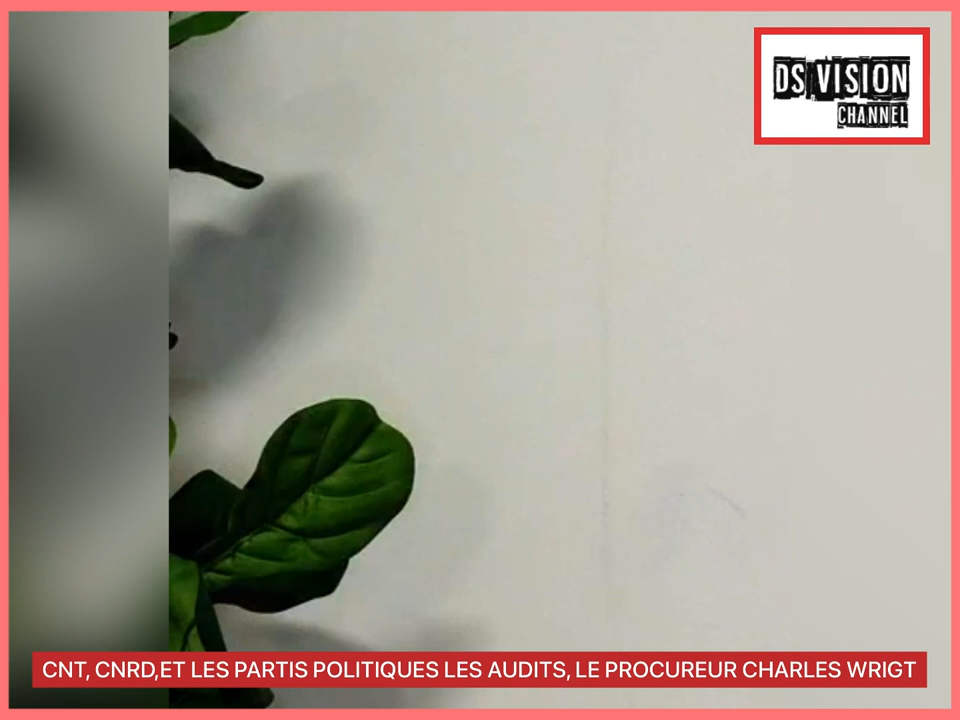 DS VISION
CHANNEL
CNT, CNRD,ET LES PARTIS POLITIQUES LES AUDITS, LE PROCUREUR CHARLES WRIGT